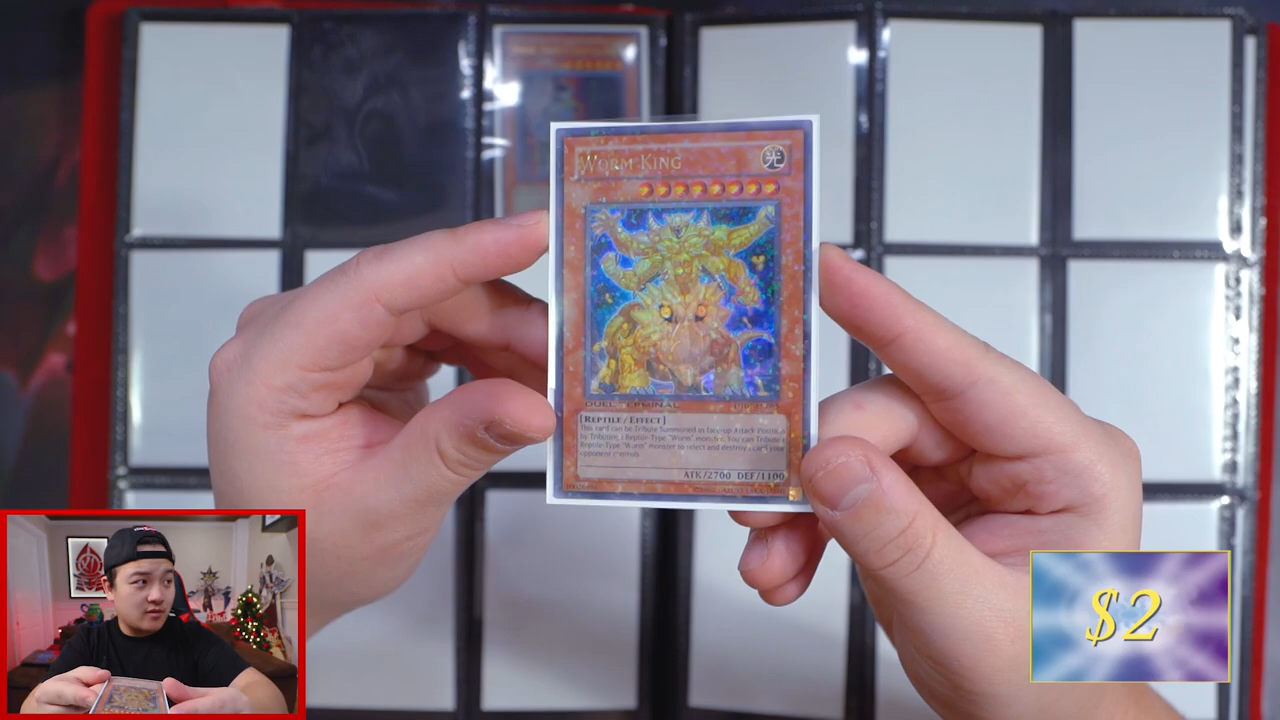 WORM KING
光
DUEL TERMINAL
[REPTILE / EFFECT]
This card can be Tribute Summoned in face-up Attack Position
by Tributing 1 Reptile-Type "Worm" monster. You can Tribute 1
Reptile-Type "Worm" monster to select and destroy 1 card your
opponent controls.
ATK/2700 DEF/1100
$2